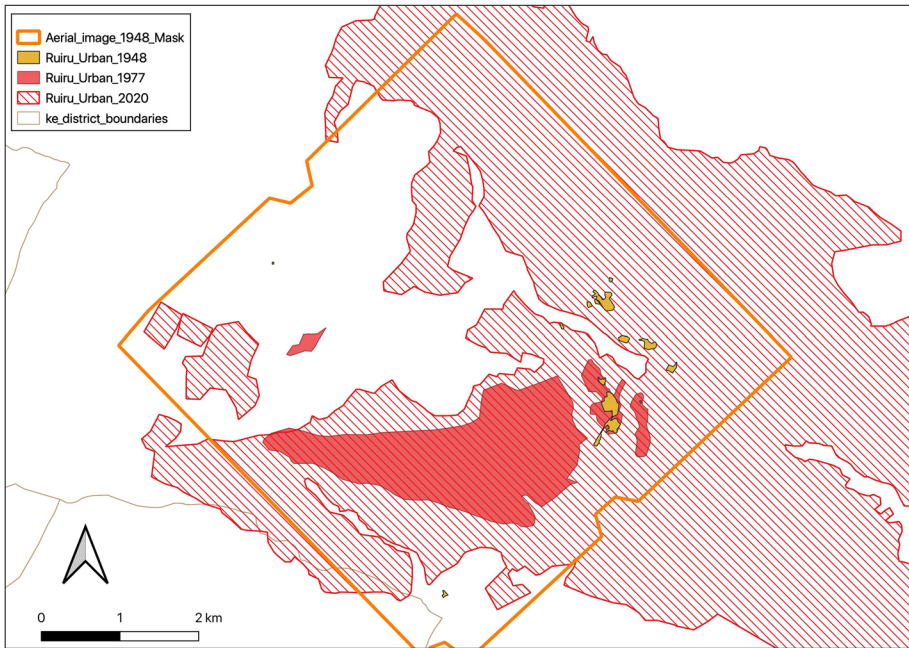 Aerial_image_1948_Mask
Ruiru_Urban_1948
Ruiru_Urban_1977
Ruiru_Urban_2020
ke_district_boundaries
0 1 2 km